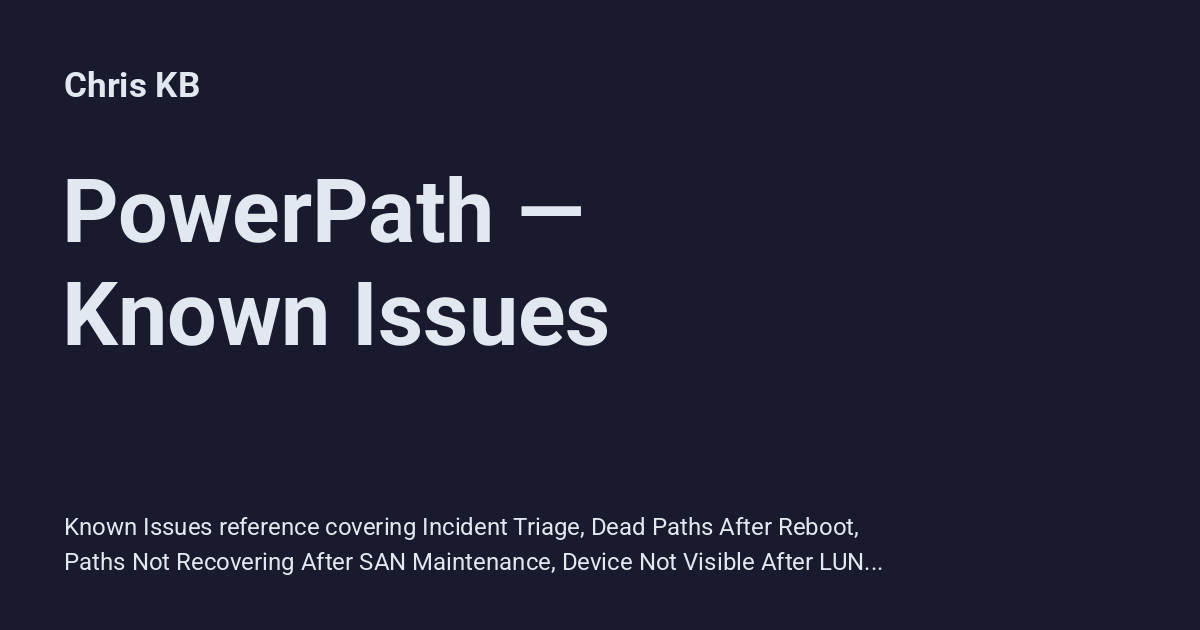 Chris KB
PowerPath —
Known Issues
Known Issues reference covering Incident Triage, Dead Paths After Reboot,
Paths Not Recovering After SAN Maintenance, Device Not Visible After LUN...